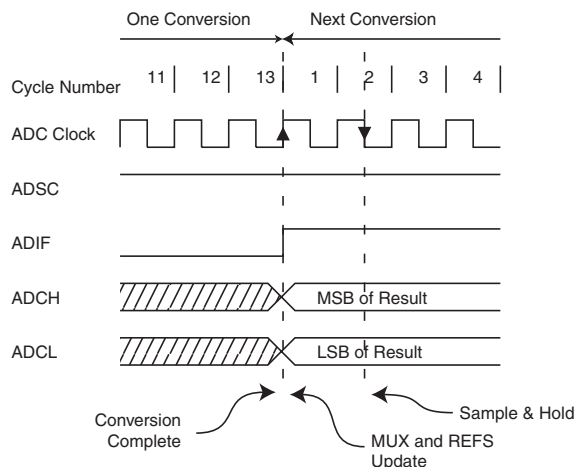 One Conversion Next Conversion
Cycle Number 11 12 13 1 2 3 4
ADC Clock
ADSC
ADIF
ADCH MSB of Result
ADCL LSB of Result
Conversion Complete
MUX and REFS Update
Sample & Hold